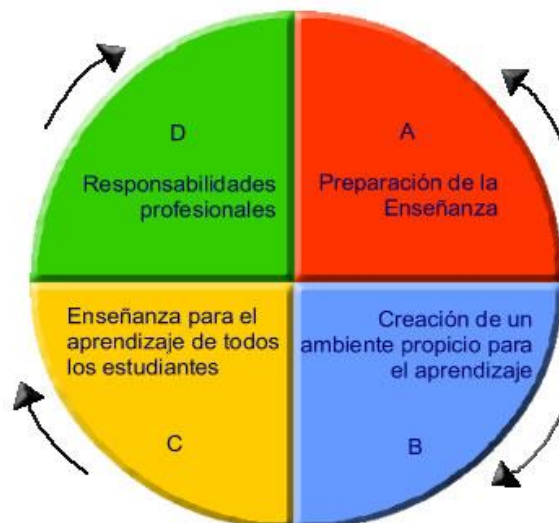 D
Responsabilidades
profesionales
A
Preparación de la
Enseñanza
Enseñanza para el
aprendizaje de todos
los estudiantes
C
Creación de un
ambiente propicio para
el aprendizaje
B